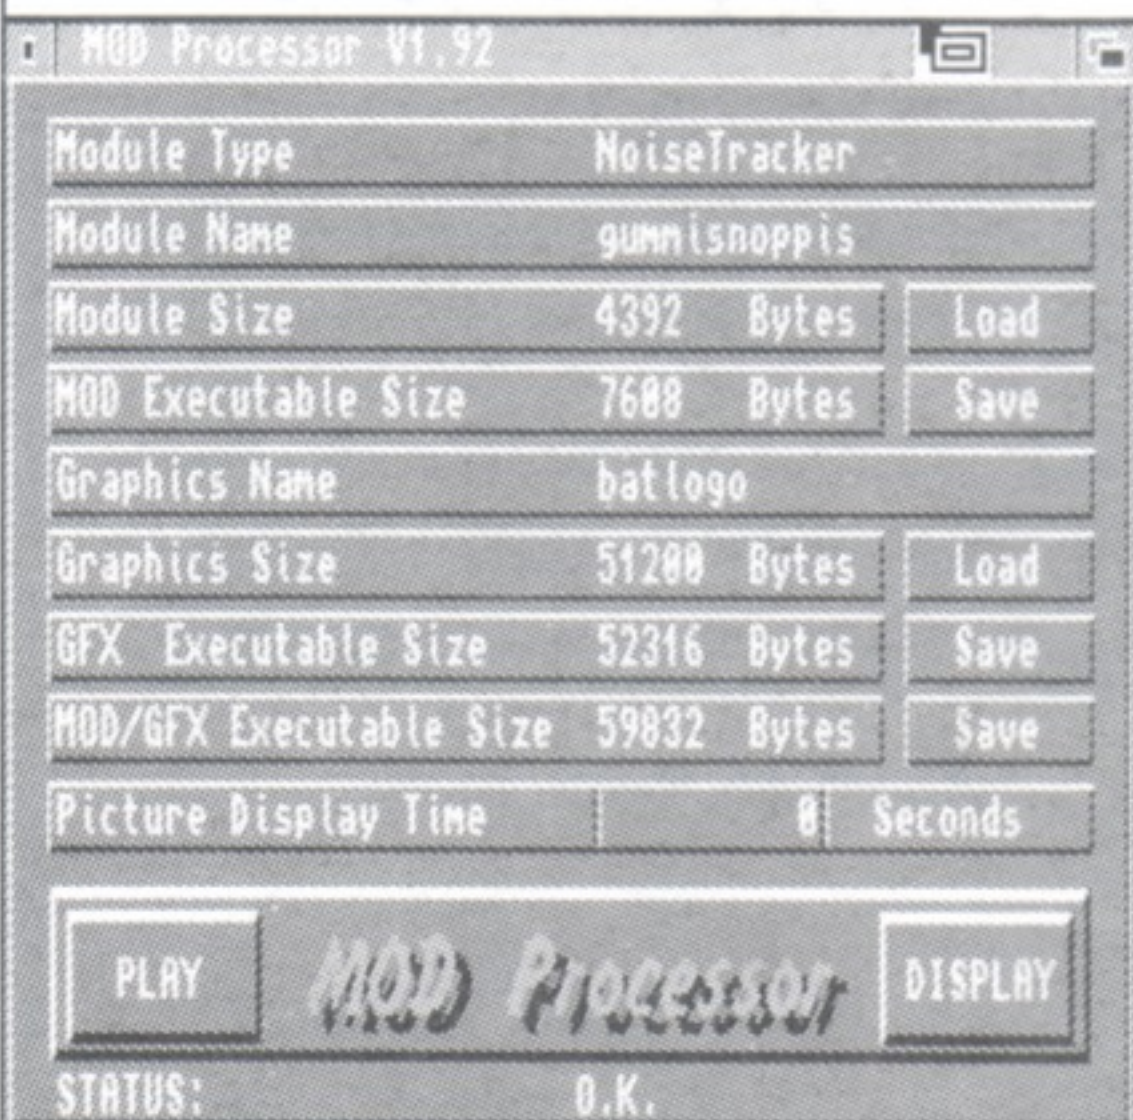 MOD Processor V1.92
Module Type NoiseTracker
Module Name gummisnoppis
Module Size 4392 Bytes Load
MOD Executable Size 7608 Bytes Save
Graphics Name batlogo
Graphics Size 51200 Bytes Load
GFX Executable Size 52316 Bytes Save
MOD/GFX Executable Size 59832 Bytes Save
Picture Display Time 0 Seconds
PLAY MOD Processor DISPLAY
STATUS: O.K.